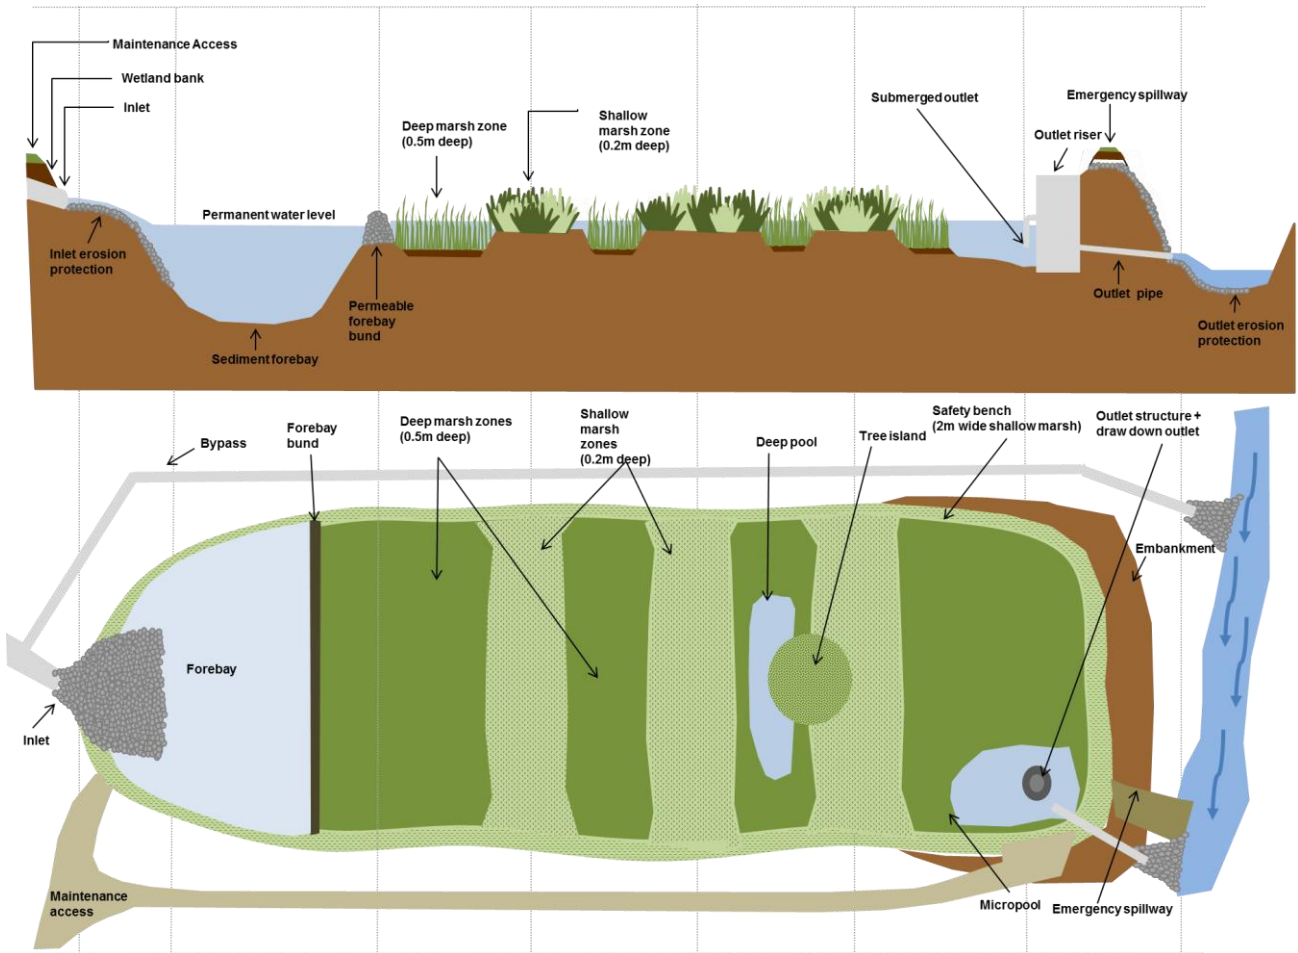 Maintenance Access
Wetland bank
Inlet
Deep marsh zone
(0.5m deep)
Shallow
marsh zone
(0.2m deep)
Submerged outlet
Emergency spillway
Outlet riser
Permanent water level
Inlet erosion
protection
Permeable
forebay
bund
Sediment forebay
Outlet pipe
Outlet erosion
protection
Bypass
Forebay
bund
Deep marsh zones
(0.5m deep)
Shallow
marsh
zones
(0.2m deep)
Deep pool
Tree island
Safety bench
(2m wide shallow marsh)
Outlet structure +
draw down outlet
Embankment
Forebay
Inlet
Maintenance
access
Micropool
Emergency spillway